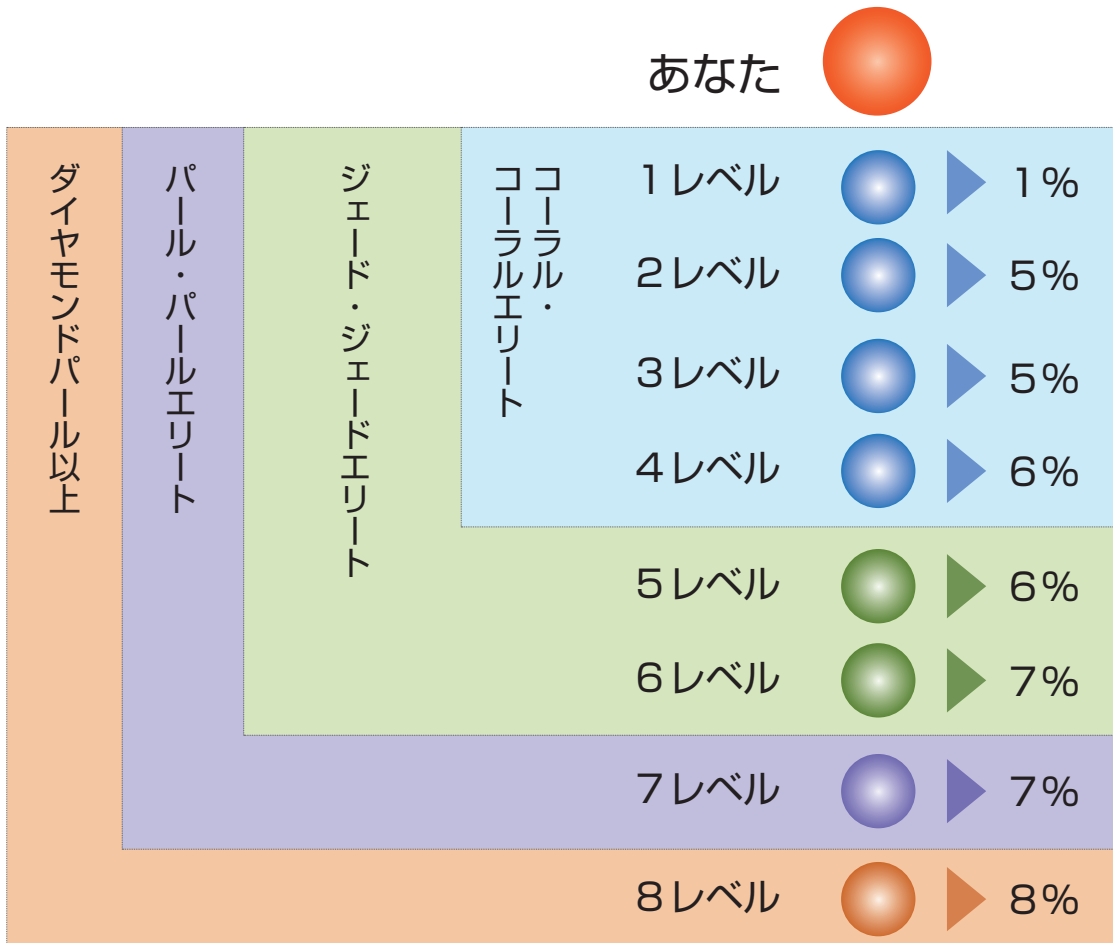 あなた
ダイヤモンドパール以上
パール・パールエリート
ジェード・ジェードエリート
コーラル・
コーラルエリート
1レベル 1%
2レベル 5%
3レベル 5%
4レベル 6%
5レベル 6%
6レベル 7%
7レベル 7%
8レベル 8%